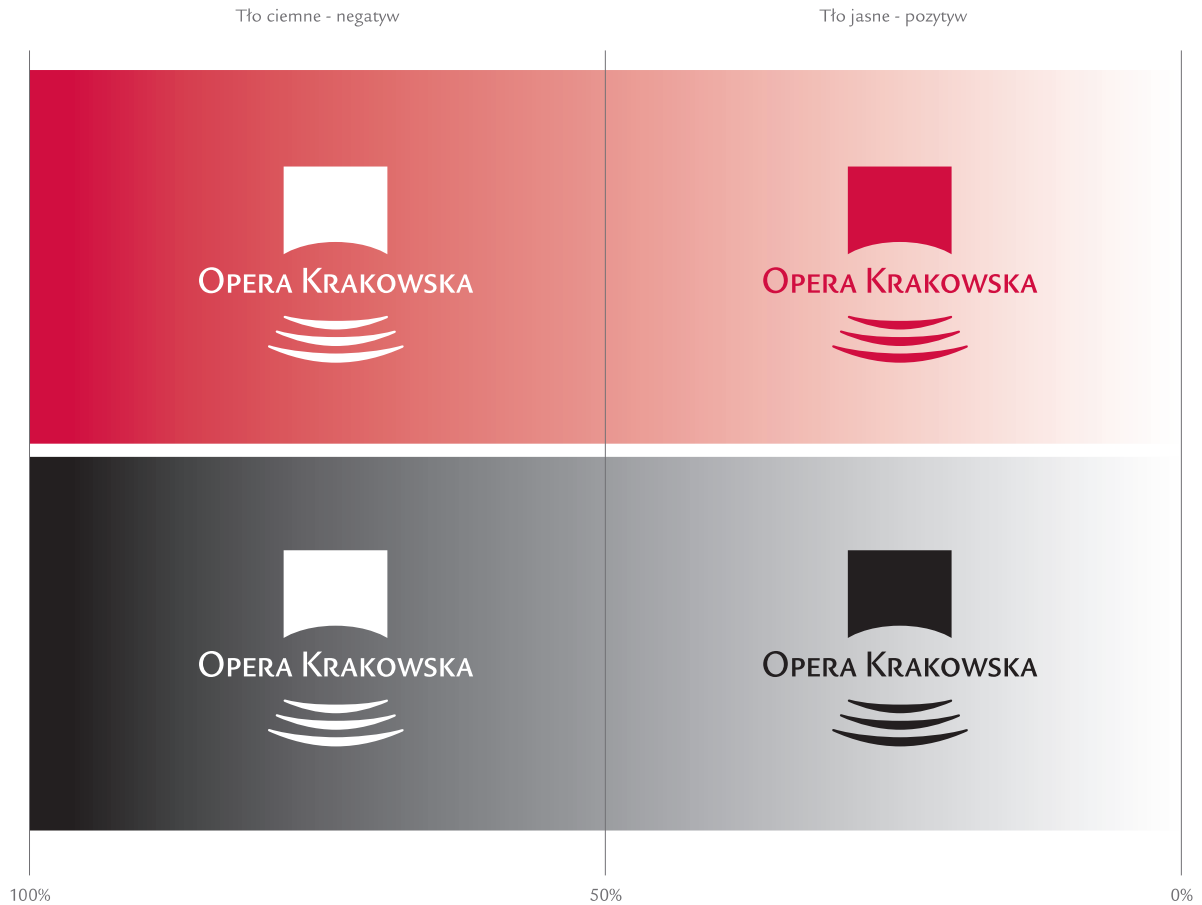 Tło ciemne - negatyw
Tło jasne - pozytyw
Opera Krakowska
Opera Krakowska
Opera Krakowska
Opera Krakowska
100%
50%
0%